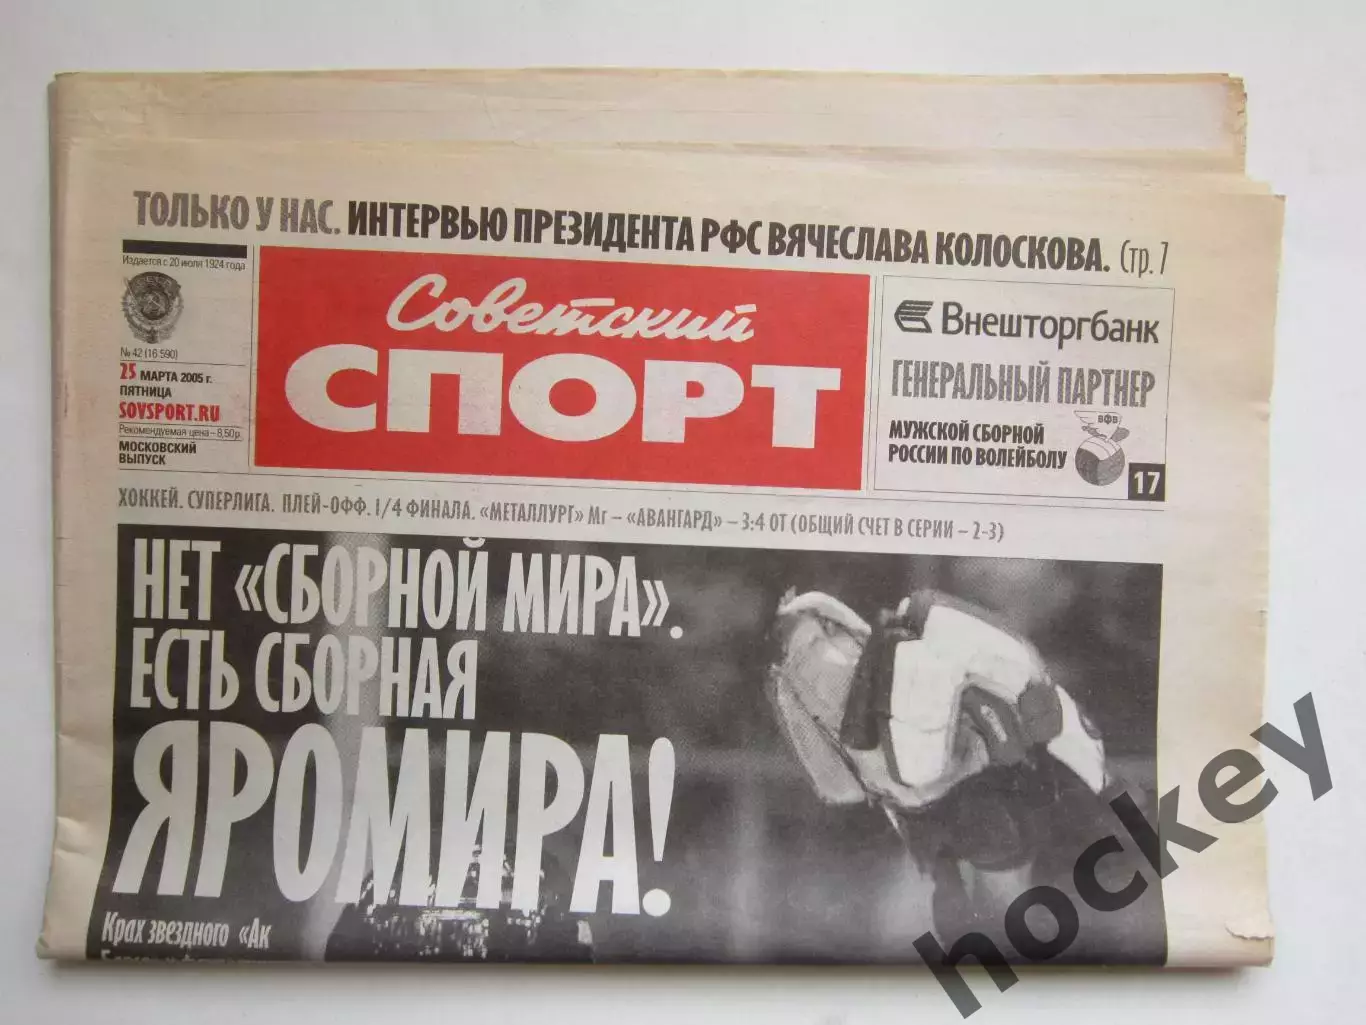 ТОЛЬКО У НАС. ИНТЕРВЬЮ ПРЕЗИДЕНТА РФС ВЯЧЕСЛАВА КОЛОСКОВА. Стр. 7
Издается с 20 июля 1924 года
№ 42 (16 590)
25 МАРТА 2005 г.
ПЯТНИЦА
SOVSPORT.RU
Рекомендуемая цена – 8,50р.
МОСКОВСКИЙ
ВЫПУСК
Советский
СПОРТ
Внешторгбанк
ГЕНЕРАЛЬНЫЙ ПАРТНЕР
МУЖСКОЙ СБОРНОЙ
РОССИИ ПО ВОЛЕЙБОЛУ
ВФВ
17
ХОККЕЙ. СУПЕРЛИГА. ПЛЕЙ-ОФФ. 1/4 ФИНАЛА. «МЕТАЛЛУРГ» Мг – «АВАНГАРД» – 3:4 ОТ (ОБЩИЙ СЧЕТ В СЕРИИ – 2-3)
НЕТ «СБОРНОЙ МИРА».
ЕСТЬ СБОРНАЯ
ЯРОМИРА!
Крах звездного «Ак
hockey